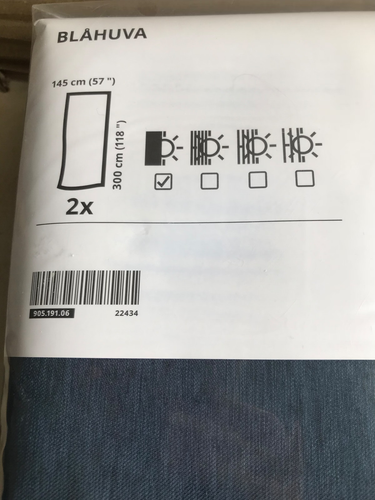 BLÅHUVA
145 cm (57 ")
300 cm (118 ")
2x
905.191.06 22434